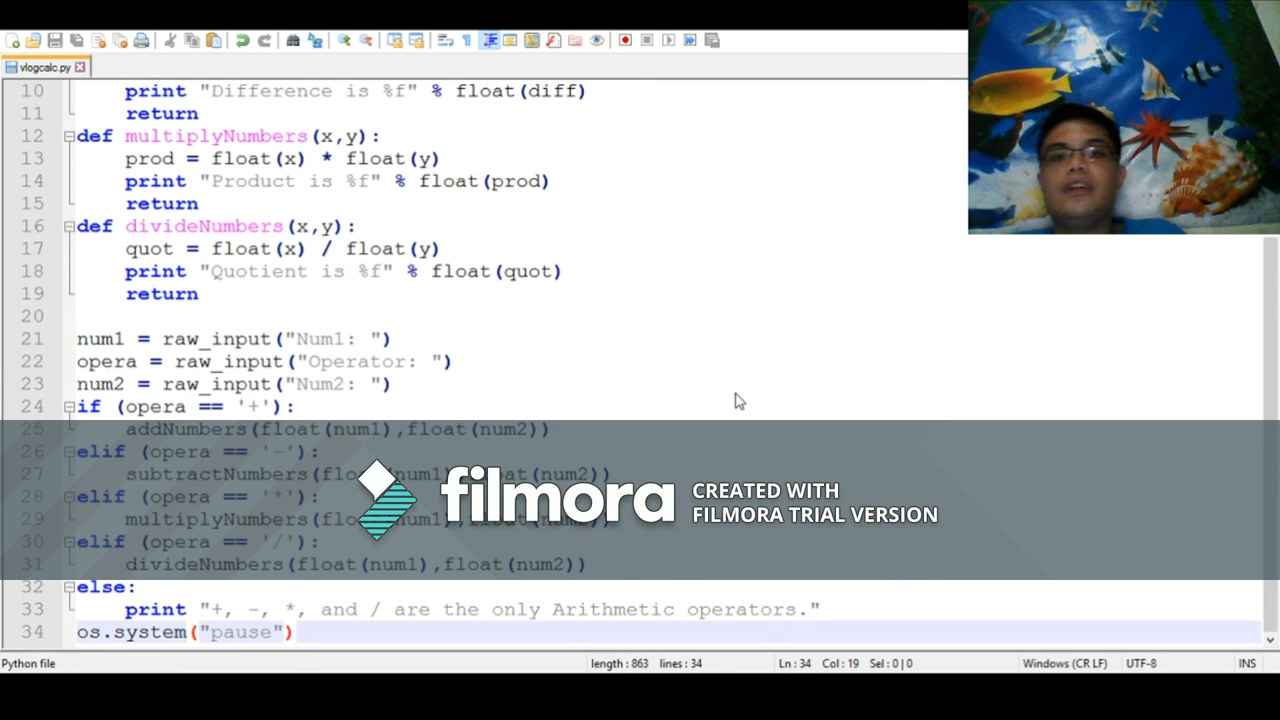 vlogcalc.py
10 print "Difference is %f" % float(diff)
11 return
12 def multiplyNumbers(x,y):
13 prod = float(x) * float(y)
14 print "Product is %f" % float(prod)
15 return
16 def divideNumbers(x,y):
17 quot = float(x) / float(y)
18 print "Quotient is %f" % float(quot)
19 return
20
21 num1 = raw_input("Num1: ")
22 opera = raw_input("Operator: ")
23 num2 = raw_input("Num2: ")
24 if (opera == '+'):
25 addNumbers(float(num1),float(num2))
26 elif (opera == '-'):
27 subtractNumbers(float(num1),float(num2))
28 elif (opera == '*'):
29 multiplyNumbers(float(num1),float(num2))
30 elif (opera == '/'):
31 divideNumbers(float(num1),float(num2))
32 else:
33 print "+, -, *, and / are the only Arithmetic operators."
34 os.system("pause")
filmora
CREATED WITH
FILMORA TRIAL VERSION
Python file length : 863 lines : 34 Ln : 34 Col : 19 Sel : 0 | 0 Windows (CR LF) UTF-8 INS